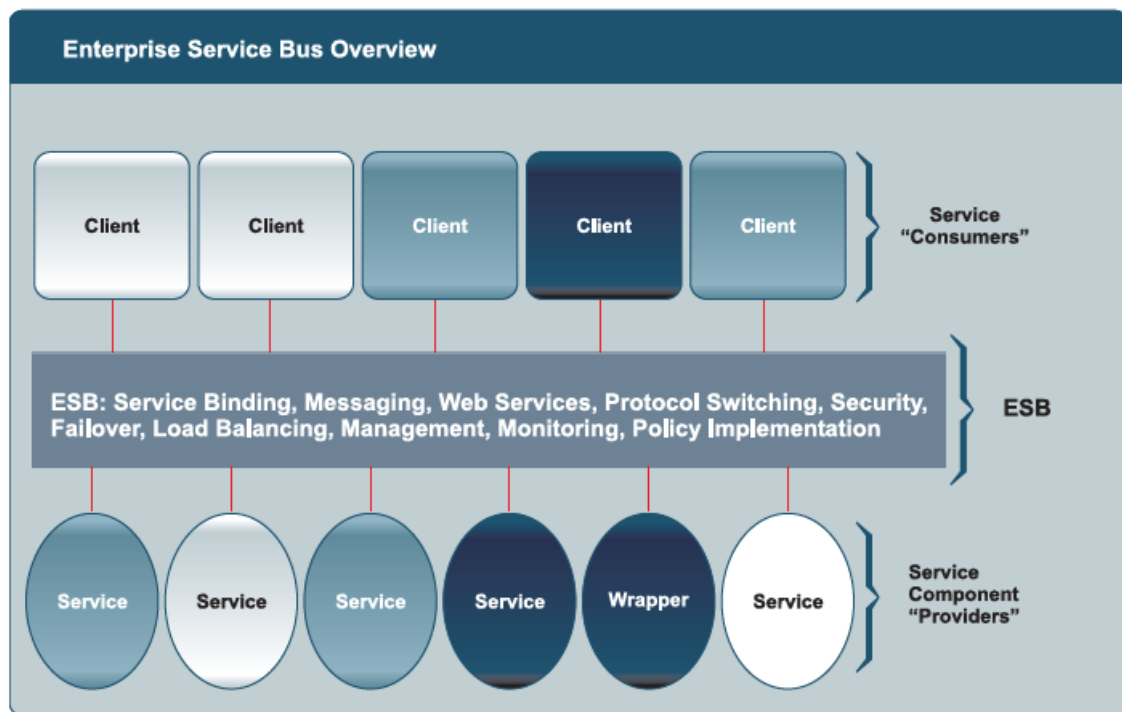 Enterprise Service Bus Overview
Client
Client
Client
Client
Client
Service
“Consumers”
ESB: Service Binding, Messaging, Web Services, Protocol Switching, Security,
Failover, Load Balancing, Management, Monitoring, Policy Implementation
ESB
Service
Service
Service
Service
Wrapper
Service
Service
Component
“Providers”